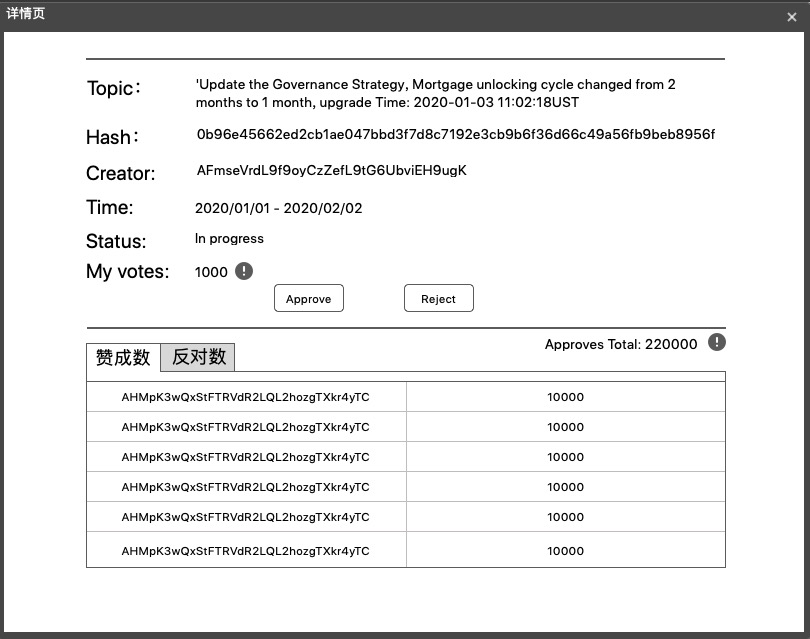 详情页
Topic：
'Update the Governance Strategy, Mortgage unlocking cycle changed from 2
months to 1 month, upgrade Time: 2020-01-03 11:02:18UST
Hash： 0b96e45662ed2cb1ae047bbd3f7d8c7192e3cb9b6f36d66c49a56fb9beb8956f
Creator: AFmseVrdL9f9oyCzZefL9tG6UbviEH9ugK
Time: 2020/01/01 - 2020/02/02
Status: In progress
My votes: 1000
Approve Reject
Approves Total: 220000
赞成数 反对数
AHMpK3wQxStFTRVdR2LQL2hozgTXkr4yTC 10000
AHMpK3wQxStFTRVdR2LQL2hozgTXkr4yTC 10000
AHMpK3wQxStFTRVdR2LQL2hozgTXkr4yTC 10000
AHMpK3wQxStFTRVdR2LQL2hozgTXkr4yTC 10000
AHMpK3wQxStFTRVdR2LQL2hozgTXkr4yTC 10000
AHMpK3wQxStFTRVdR2LQL2hozgTXkr4yTC 10000